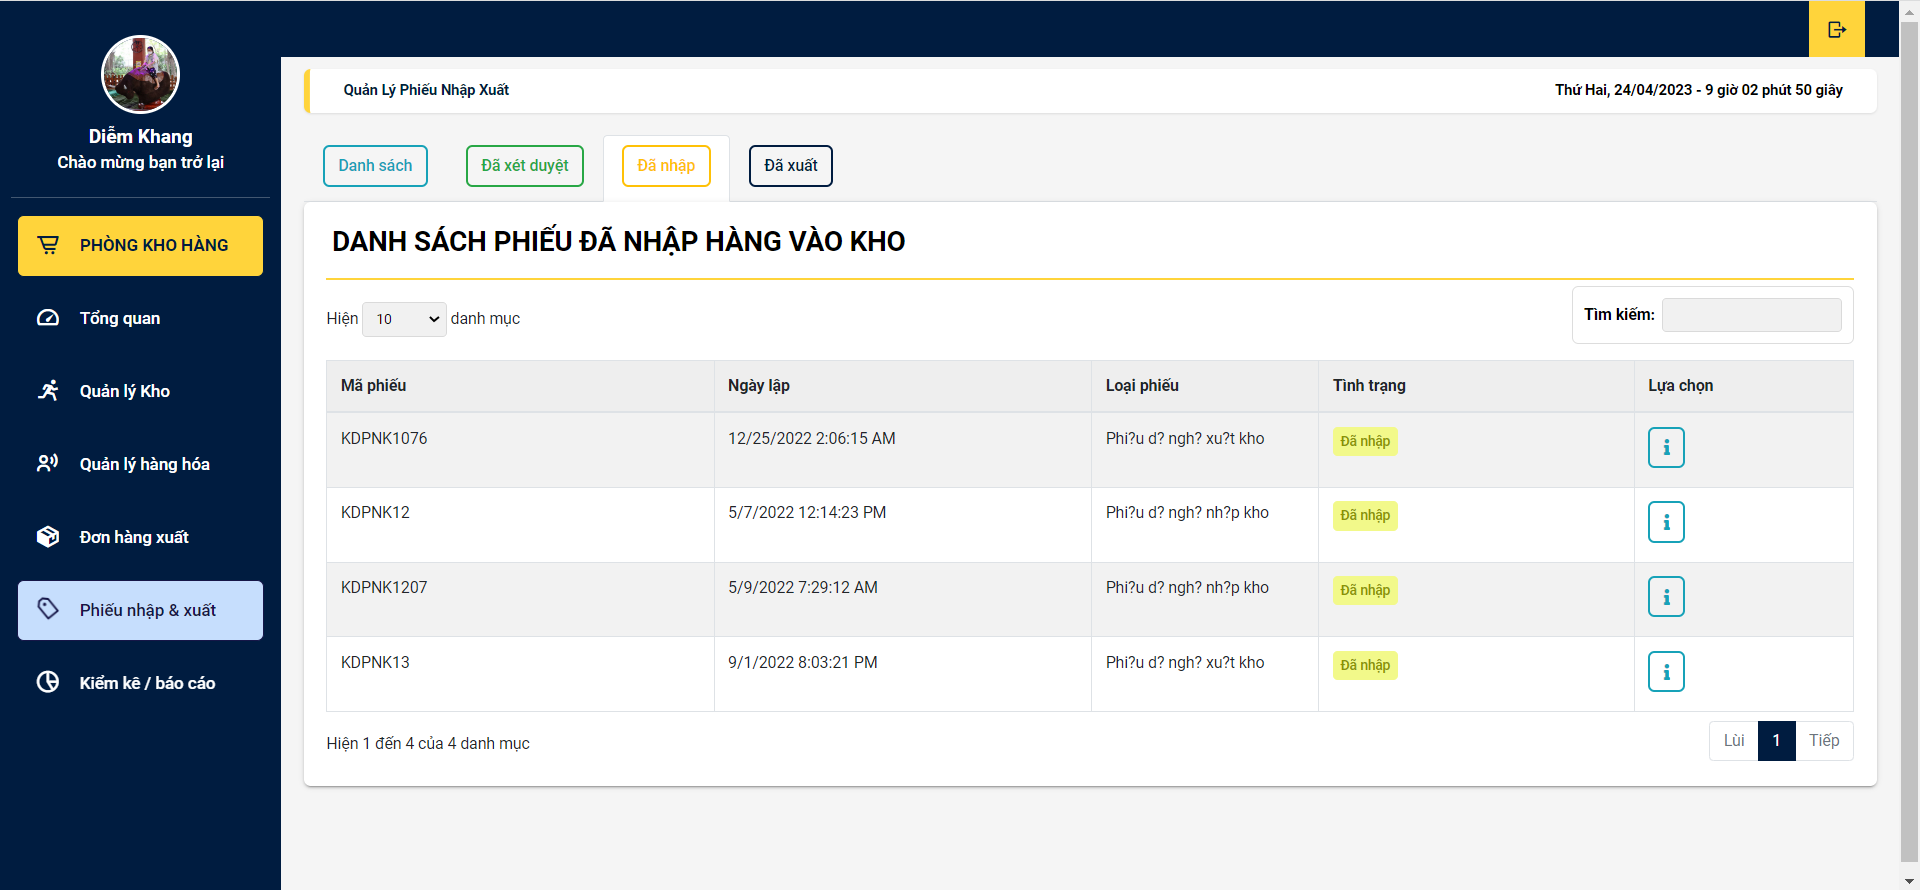 Diễm Khang
Chào mừng bạn trở lại
PHÒNG KHO HÀNG
Tổng quan
Quản lý Kho
Quản lý hàng hóa
Đơn hàng xuất
Phiếu nhập & xuất
Kiểm kê / báo cáo
Quản Lý Phiếu Nhập Xuất
Thứ Hai, 24/04/2023 - 9 giờ 02 phút 50 giây
Danh sách Đã xét duyệt Đã nhập Đã xuất
DANH SÁCH PHIẾU ĐÃ NHẬP HÀNG VÀO KHO
Hiện 10 danh mục
Tìm kiếm:
Mã phiếu Ngày lập Loại phiếu Tình trạng Lựa chọn
KDPNK1076 12/25/2022 2:06:15 AM Phi?u d? ngh? xu?t kho Đã nhập
KDPNK12 5/7/2022 12:14:23 PM Phi?u d? ngh? nh?p kho Đã nhập
KDPNK1207 5/9/2022 7:29:12 AM Phi?u d? ngh? nh?p kho Đã nhập
KDPNK13 9/1/2022 8:03:21 PM Phi?u d? ngh? xu?t kho Đã nhập
Hiện 1 đến 4 của 4 danh mục
Lùi 1 Tiếp